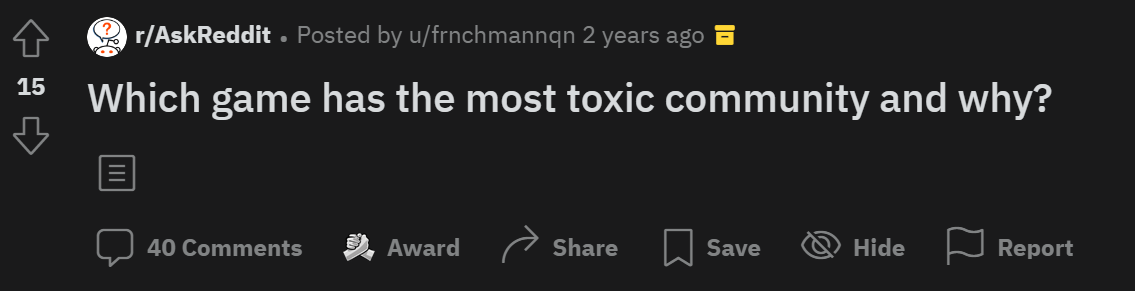 r/AskReddit • Posted by u/frnchmannqn 2 years ago
15
Which game has the most toxic community and why?
40 Comments Award Share Save Hide Report